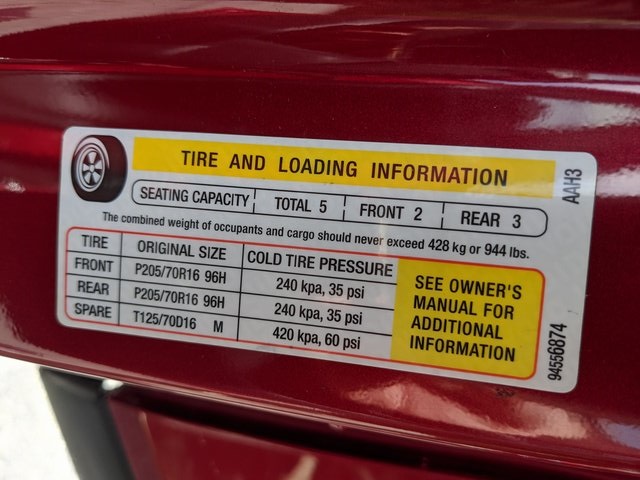 TIRE AND LOADING INFORMATION
SEATING CAPACITY TOTAL 5 FRONT 2 REAR 3
The combined weight of occupants and cargo should never exceed 428 kg or 944 lbs.
TIRE ORIGINAL SIZE COLD TIRE PRESSURE
FRONT P205/70R16 96H 240 kpa, 35 psi
REAR P205/70R16 96H 240 kpa, 35 psi
SPARE T125/70D16 M 420 kpa, 60 psi
SEE OWNER'S
MANUAL FOR
ADDITIONAL
INFORMATION
AAH3
94556874